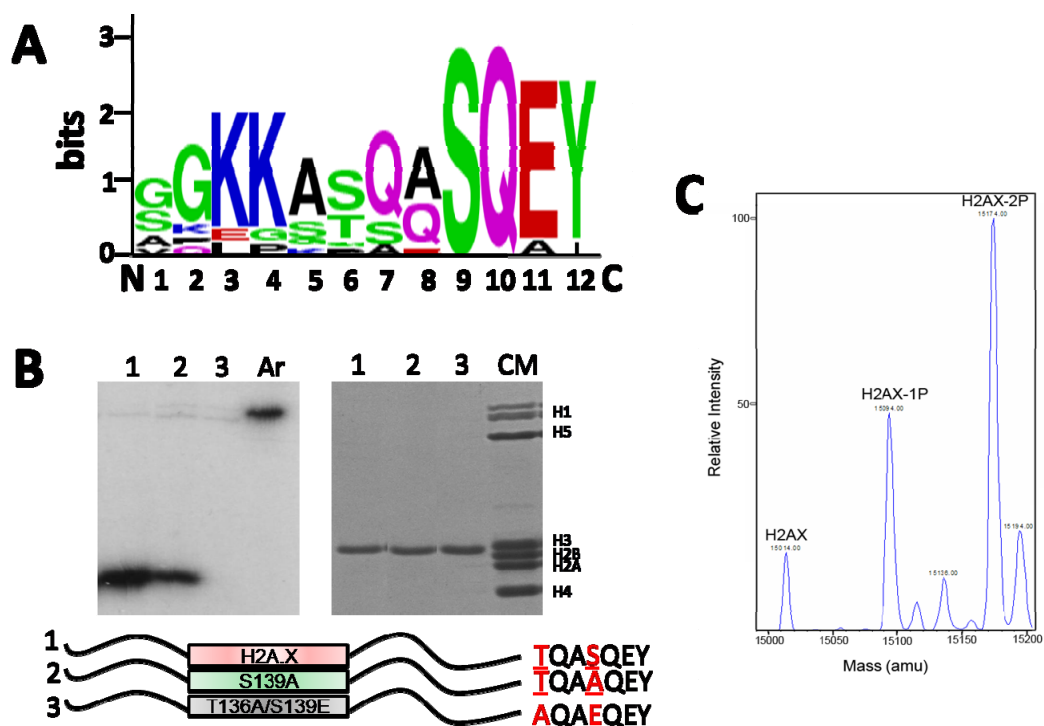 A
bits
3
2
1
0
G G K K A S Q A S Q E Y
N 1 2 3 4 5 6 7 8 9 10 11 12 C
B
1 2 3 Ar
1 2 3 CM
H1
H5
H3
H2B
H2A
H4
1 H2A.X TQASQEY
2 S139A TQAAQEY
3 T136A/S139E AQAEQEY
C
Relative Intensity
100
50
H2AX
15014.00
H2AX-1P
15094.00
15136.00
H2AX-2P
15174.00
15194.00
15000 15050 15100 15150 15200
Mass (amu)